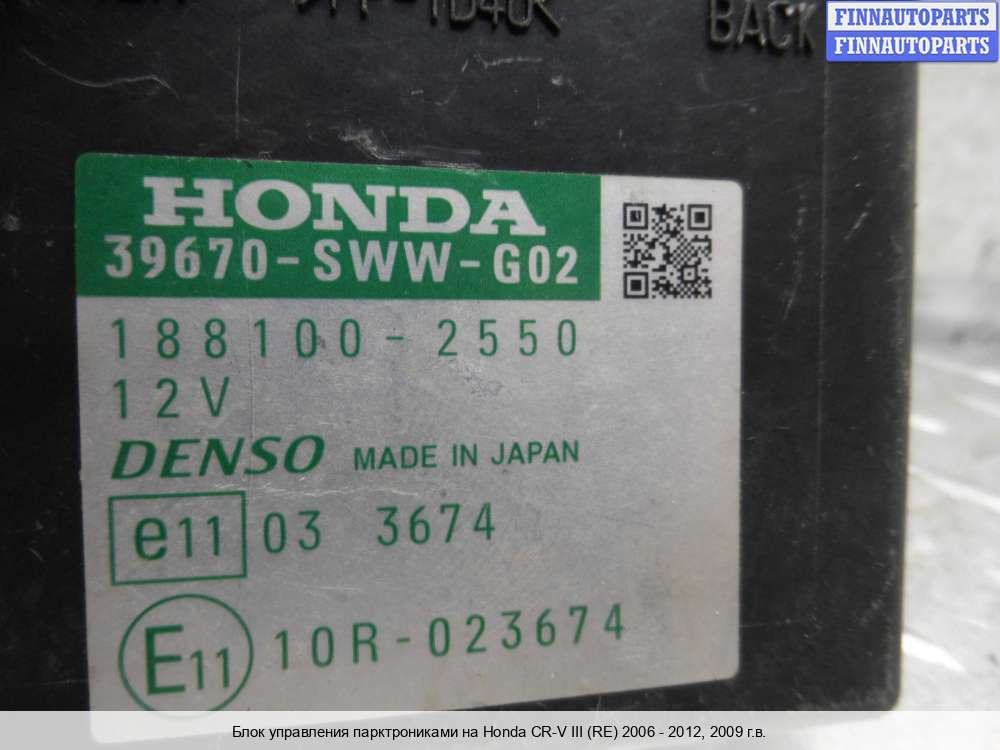 BACK
FINNAUTOPARTS
FINNAUTOPARTS
HONDA
39670-SWW-G02
188100-2550
12V
DENSO MADE IN JAPAN
e11 03 3674
E11 10R-023674
Блок управления парктрониками на Honda CR-V III (RE) 2006 - 2012, 2009 г.в.